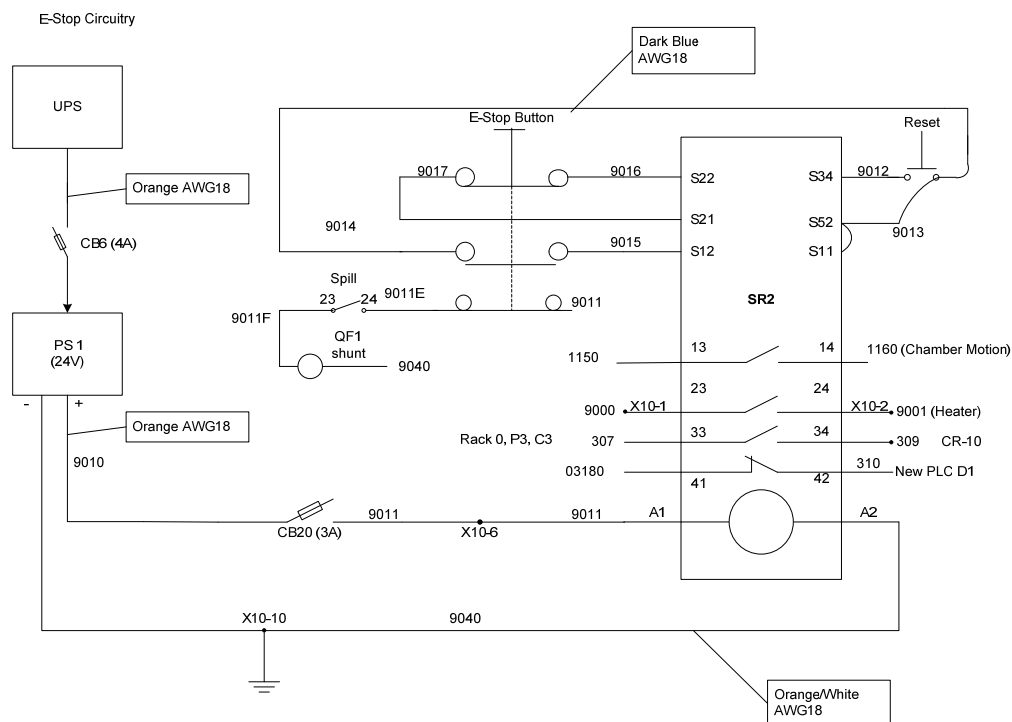 E-Stop Circuitry
Dark Blue
AWG18
UPS
E-Stop Button
Reset
Orange AWG18
9017
9016
S22
S34
9012
S21
S52
9013
9014
9015
S12
S11
CB6 (4A)
Spill
23 24
9011E
9011
SR2
9011F
QF1
shunt
9040
PS 1
(24V)
1150
13
14
1160 (Chamber Motion)
23
24
- +
9000
X10-1
X10-2
9001 (Heater)
Orange AWG18
Rack 0, P3, C3
307
33
34
309
CR-10
9010
03180
310
New PLC D1
41
42
CB20 (3A)
9011
X10-6
9011
A1
A2
X10-10
9040
Orange/White
AWG18